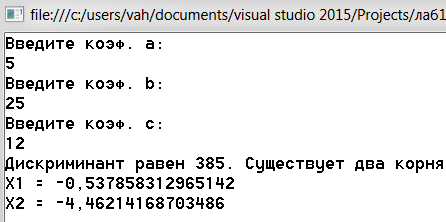 file:///c:/users/vah/documents/visual studio 2015/Projects/ла61
Введите коэф. a:
5
Введите коэф. b:
25
Введите коэф. c:
12
Дискрининант равен 385. Существует два корня
X1 = -0,537858312965142
X2 = -4,46214168703486